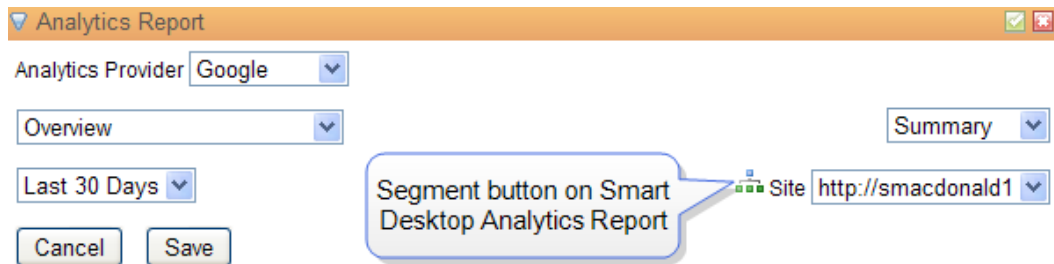 Analytics Report
Analytics Provider Google
Overview
Summary
Last 30 Days
Segment button on Smart
Desktop Analytics Report
Site http://smacdonald1
Cancel Save